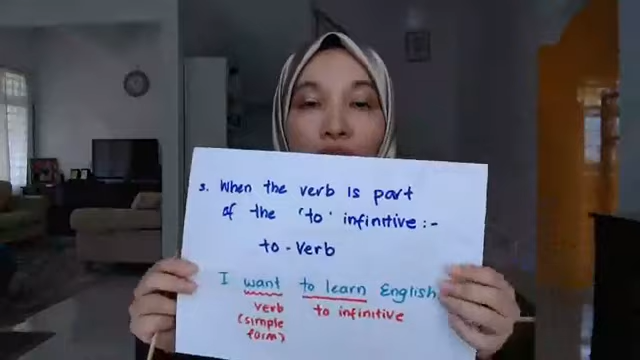 3. When the verb is part
of the 'to' infinitive :-
to - verb
I want to learn English.
verb to infinitive
(simple
form)